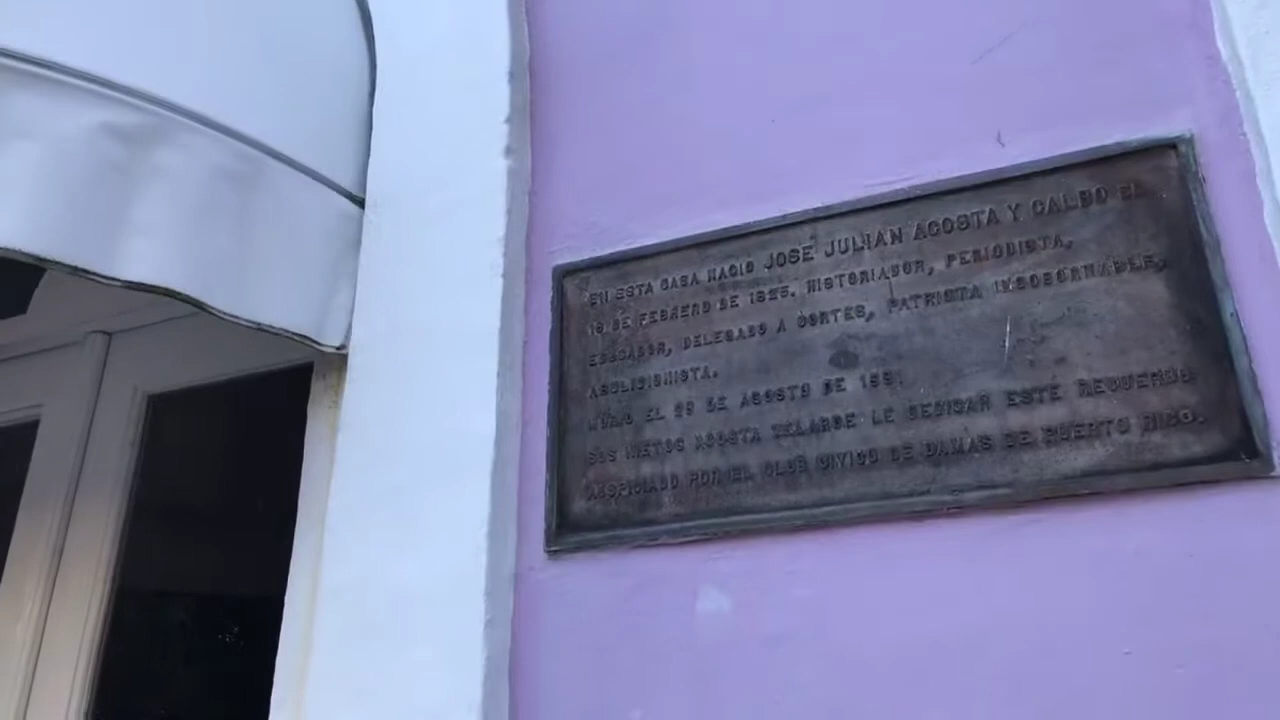 EN ESTA CASA NACIO JOSE JULIAN ACOSTA Y CALBO EL
16 DE FEBRERO DE 1825. HISTORIADOR, PERIODISTA,
EDUCADOR, DELEGADO A CORTES, PATRIOTA INSOBORNABLE,
ABOLICIONISTA.
MURIO EL 26 DE AGOSTO DE 1891
SUS NIETOS ACOSTA VELARDE LE DEDICAN ESTE RECUERDO
AUSPICIADO POR EL CLUB CIVICO DE DAMAS DE PUERTO RICO.